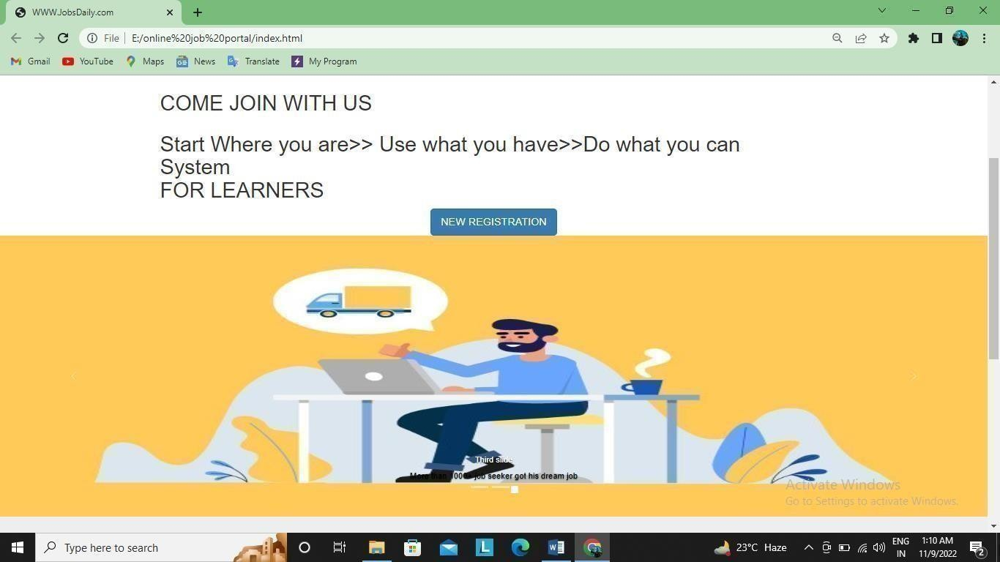 WWW.JobsDaily.com
File
E:/online%20job%20portal/index.html
Gmail
YouTube
Maps
News
Translate
My Program
COME JOIN WITH US
Start Where you are>> Use what you have>>Do what you can
System
FOR LEARNERS
NEW REGISTRATION
Third slide
More than 1000+ job seeker got his dream job
Activate Windows
Go to Settings to activate Windows.
Type here to search
23°C Haze
ENG
IN
1:10 AM
11/9/2022
2